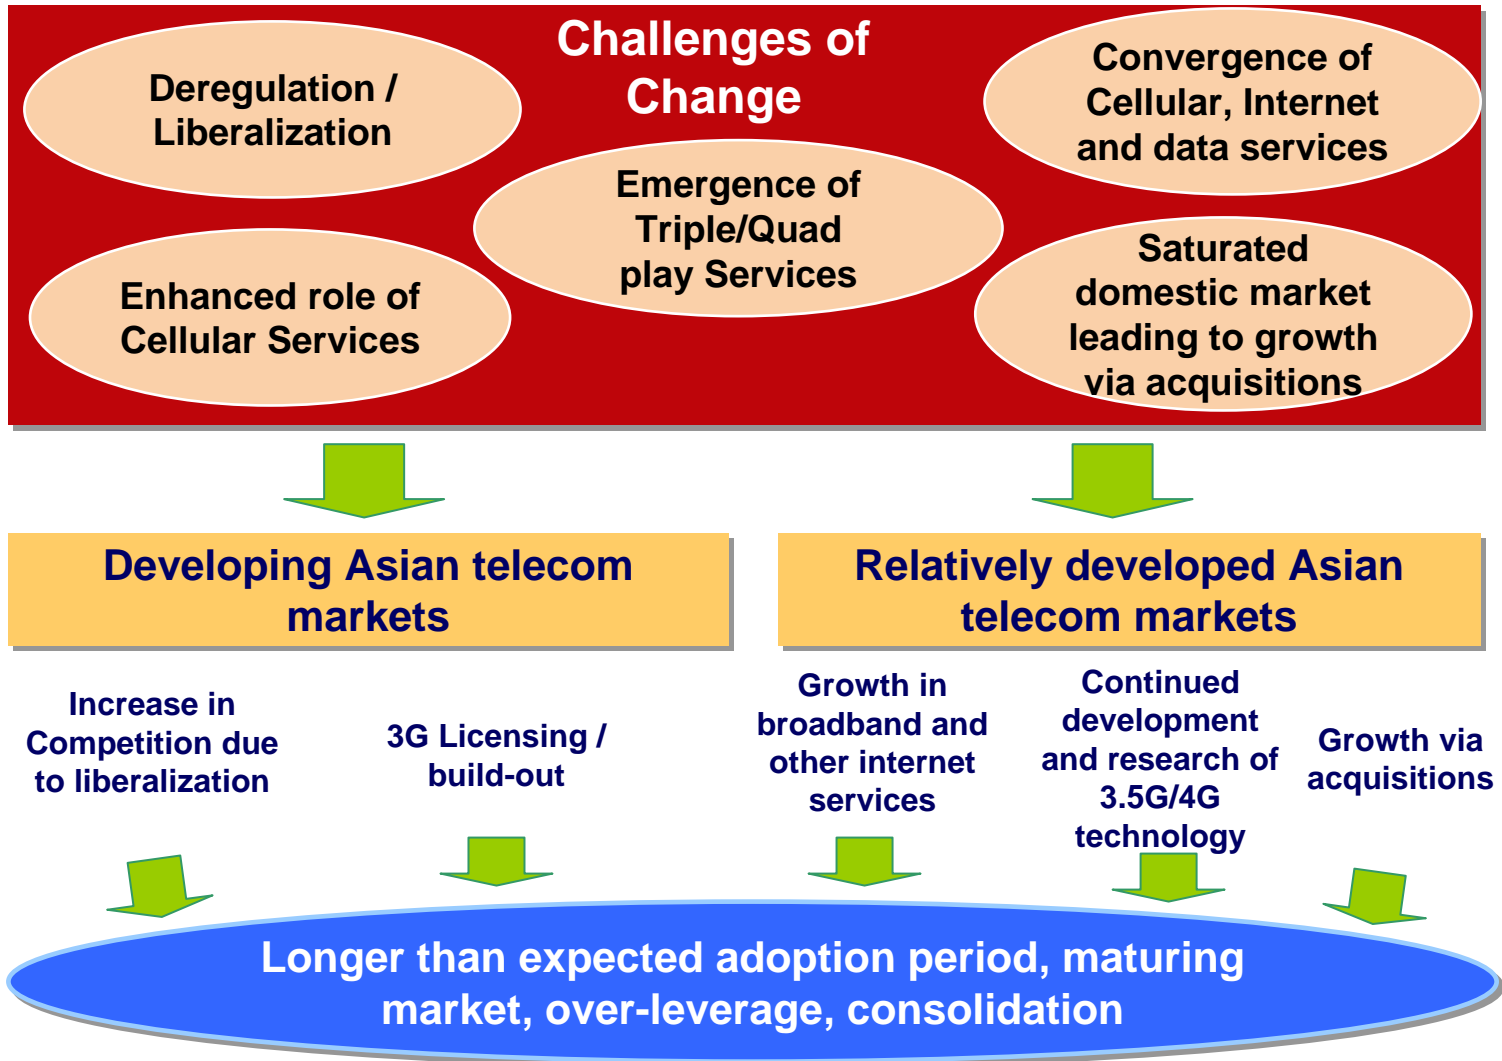 Challenges of
Change
Deregulation /
Liberalization
Convergence of
Cellular, Internet
and data services
Emergence of
Triple/Quad
play Services
Enhanced role of
Cellular Services
Saturated
domestic market
leading to growth
via acquisitions
Developing Asian telecom
markets
Relatively developed Asian
telecom markets
Increase in
Competition due
to liberalization
3G Licensing /
build-out
Growth in
broadband and
other internet
services
Continued
development
and research of
3.5G/4G
technology
Growth via
acquisitions
Longer than expected adoption period, maturing
market, over-leverage, consolidation